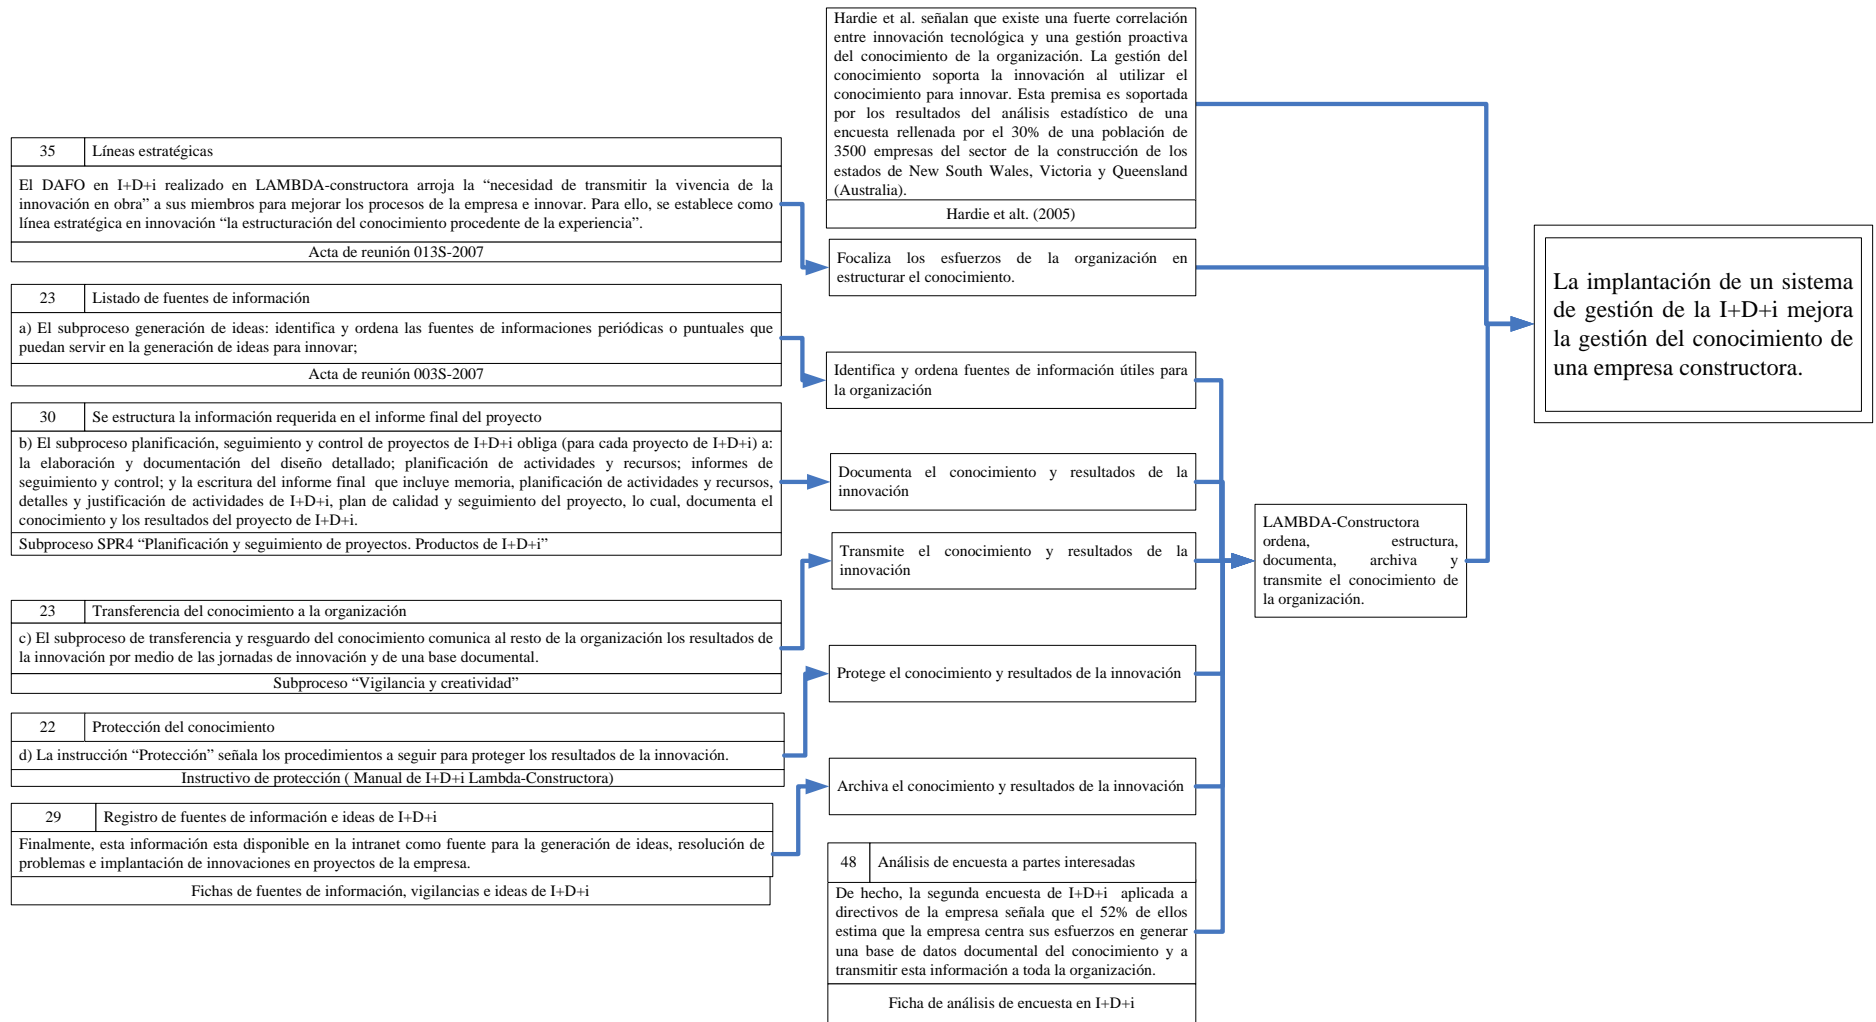 Hardie et al. señalan que existe una fuerte correlación
entre innovación tecnológica y una gestión proactiva
del conocimiento de la organización. La gestión del
conocimiento soporta la innovación al utilizar el
conocimiento para innovar. Esta premisa es soportada
por los resultados del análisis estadístico de una
encuesta rellenada por el 30% de una población de
3500 empresas del sector de la construcción de los
estados de New South Wales, Victoria y Queensland
(Australia).
Hardie et alt. (2005)
35 Líneas estratégicas
El DAFO en I+D+i realizado en LAMBDA-constructora arroja la “necesidad de transmitir la vivencia de la
innovación en obra” a sus miembros para mejorar los procesos de la empresa e innovar. Para ello, se establece como
línea estratégica en innovación “la estructuración del conocimiento procedente de la experiencia”.
Acta de reunión 013S-2007
Focaliza los esfuerzos de la organización en
estructurar el conocimiento.
23 Listado de fuentes de información
a) El subproceso generación de ideas: identifica y ordena las fuentes de informaciones periódicas o puntuales que
puedan servir en la generación de ideas para innovar;
Acta de reunión 003S-2007
Identifica y ordena fuentes de información útiles para
la organización
30 Se estructura la información requerida en el informe final del proyecto
b) El subproceso planificación, seguimiento y control de proyectos de I+D+i obliga (para cada proyecto de I+D+i) a:
la elaboración y documentación del diseño detallado; planificación de actividades y recursos; informes de
seguimiento y control; y la escritura del informe final que incluye memoria, planificación de actividades y recursos,
detalles y justificación de actividades de I+D+i, plan de calidad y seguimiento del proyecto, lo cual, documenta el
conocimiento y los resultados del proyecto de I+D+i.
Subproceso SPR4 “Planificación y seguimiento de proyectos. Productos de I+D+i”
Documenta el conocimiento y resultados de la
innovación
Transmite el conocimiento y resultados de la
innovación
23 Transferencia del conocimiento a la organización
c) El subproceso de transferencia y resguardo del conocimiento comunica al resto de la organización los resultados de
la innovación por medio de las jornadas de innovación y de una base documental.
Subproceso “Vigilancia y creatividad”
Protege el conocimiento y resultados de la innovación
22 Protección del conocimiento
d) La instrucción “Protección” señala los procedimientos a seguir para proteger los resultados de la innovación.
Instructivo de protección ( Manual de I+D+i Lambda-Constructora)
Archiva el conocimiento y resultados de la innovación
29 Registro de fuentes de información e ideas de I+D+i
Finalmente, esta información esta disponible en la intranet como fuente para la generación de ideas, resolución de
problemas e implantación de innovaciones en proyectos de la empresa.
Fichas de fuentes de información, vigilancias e ideas de I+D+i
48 Análisis de encuesta a partes interesadas
De hecho, la segunda encuesta de I+D+i aplicada a
directivos de la empresa señala que el 52% de ellos
estima que la empresa centra sus esfuerzos en generar
una base de datos documental del conocimiento y a
transmitir esta información a toda la organización.
Ficha de análisis de encuesta en I+D+i
LAMBDA-Constructora
ordena, estructura,
documenta, archiva y
transmite el conocimiento de
la organización.
La implantación de un sistema
de gestión de la I+D+i mejora
la gestión del conocimiento de
una empresa constructora.